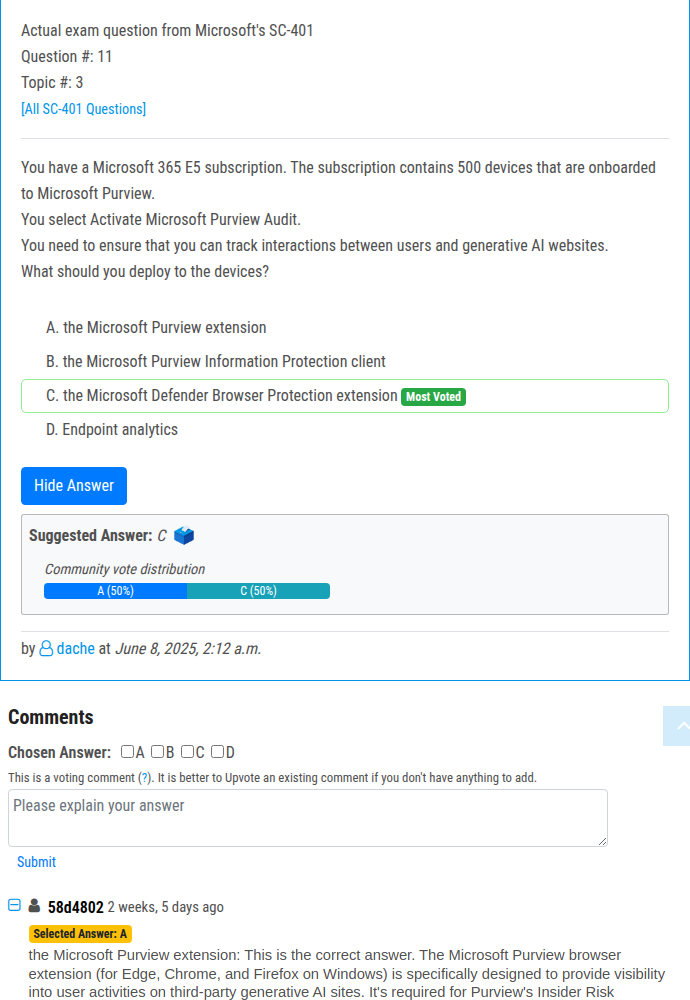 Actual exam question from Microsoft's SC-401
Question #: 11
Topic #: 3
[All SC-401 Questions]
You have a Microsoft 365 E5 subscription. The subscription contains 500 devices that are onboarded
to Microsoft Purview.
You select Activate Microsoft Purview Audit.
You need to ensure that you can track interactions between users and generative AI websites.
What should you deploy to the devices?
A. the Microsoft Purview extension
B. the Microsoft Purview Information Protection client
C. the Microsoft Defender Browser Protection extension Most Voted
D. Endpoint analytics
Hide Answer
Suggested Answer: C
Community vote distribution
A (50%) C (50%)
by dache at June 8, 2025, 2:12 a.m.
Comments
Chosen Answer: A B C D
This is a voting comment (?). It is better to Upvote an existing comment if you don't have anything to add.
Please explain your answer
Submit
58d4802 2 weeks, 5 days ago
Selected Answer: A
the Microsoft Purview extension: This is the correct answer. The Microsoft Purview browser
extension (for Edge, Chrome, and Firefox on Windows) is specifically designed to provide visibility
into user activities on third-party generative AI sites. It's required for Purview's Insider Risk